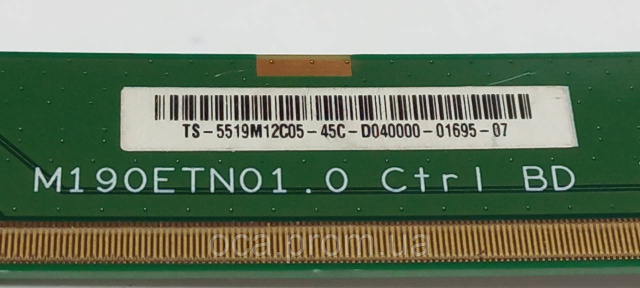 TS-5519M12C05-45C-D040000-01695-07
M190ETN01.0 Ctrl BD
oca.prom.ua